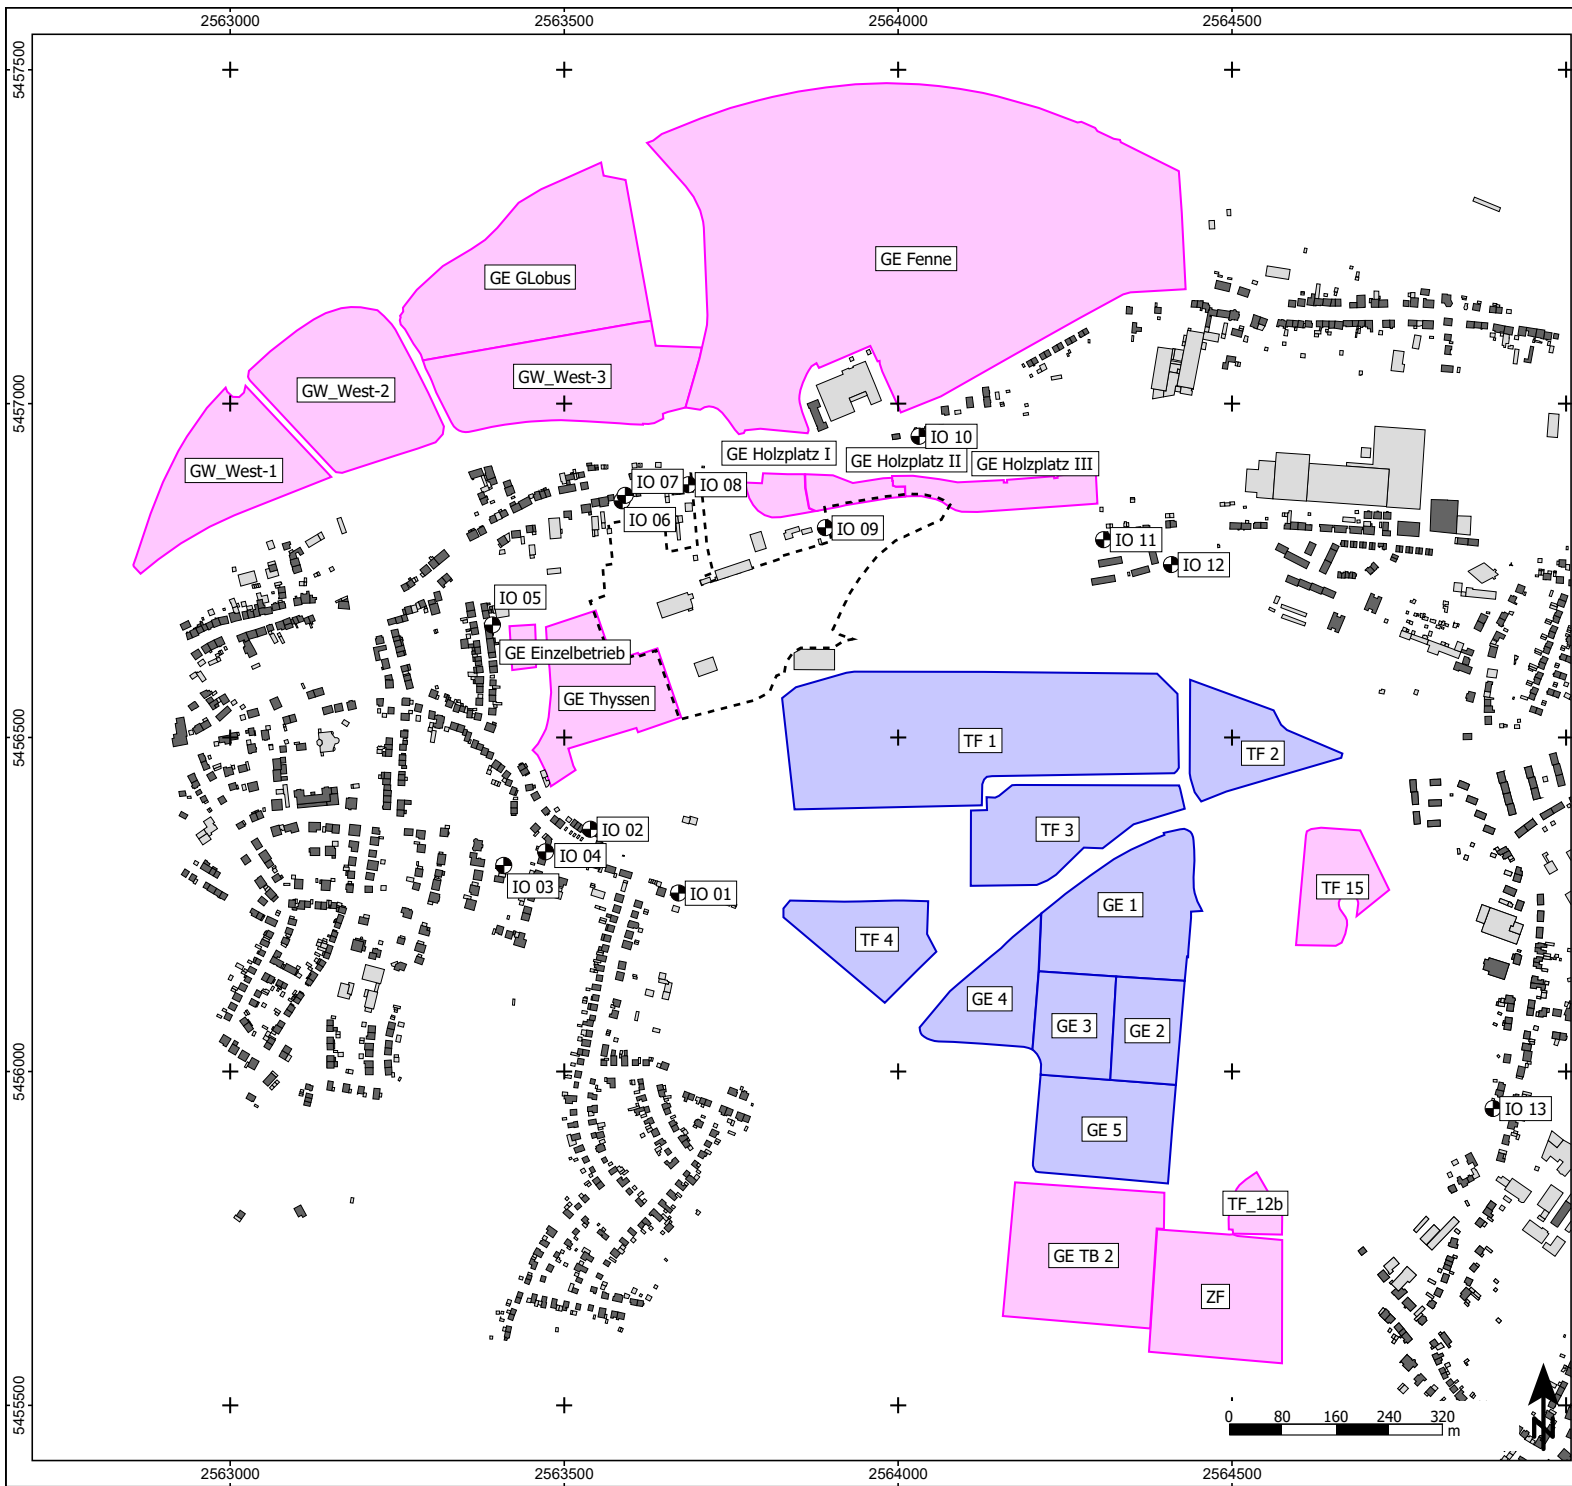 2563000 2563500 2564000 2564500
5457500
GE Fenne
GE GLobus
GW_West-3
GW_West-2
5457000
GW_West-1
IO 10
GE Holzplatz I
GE Holzplatz II
GE Holzplatz III
IO 07
IO 08
IO 06
IO 09
IO 11
IO 12
IO 05
GE Einzelbetrieb
GE Thyssen
5456500
TF 1
TF 2
IO 02
TF 3
IO 04
IO 03
IO 01
TF 15
GE 1
TF 4
GE 4
GE 3
GE 2
5456000
IO 13
GE 5
TF_12b
GE TB 2
ZF
5455500
0 80 160 240 320
m
N
2563000 2563500 2564000 2564500